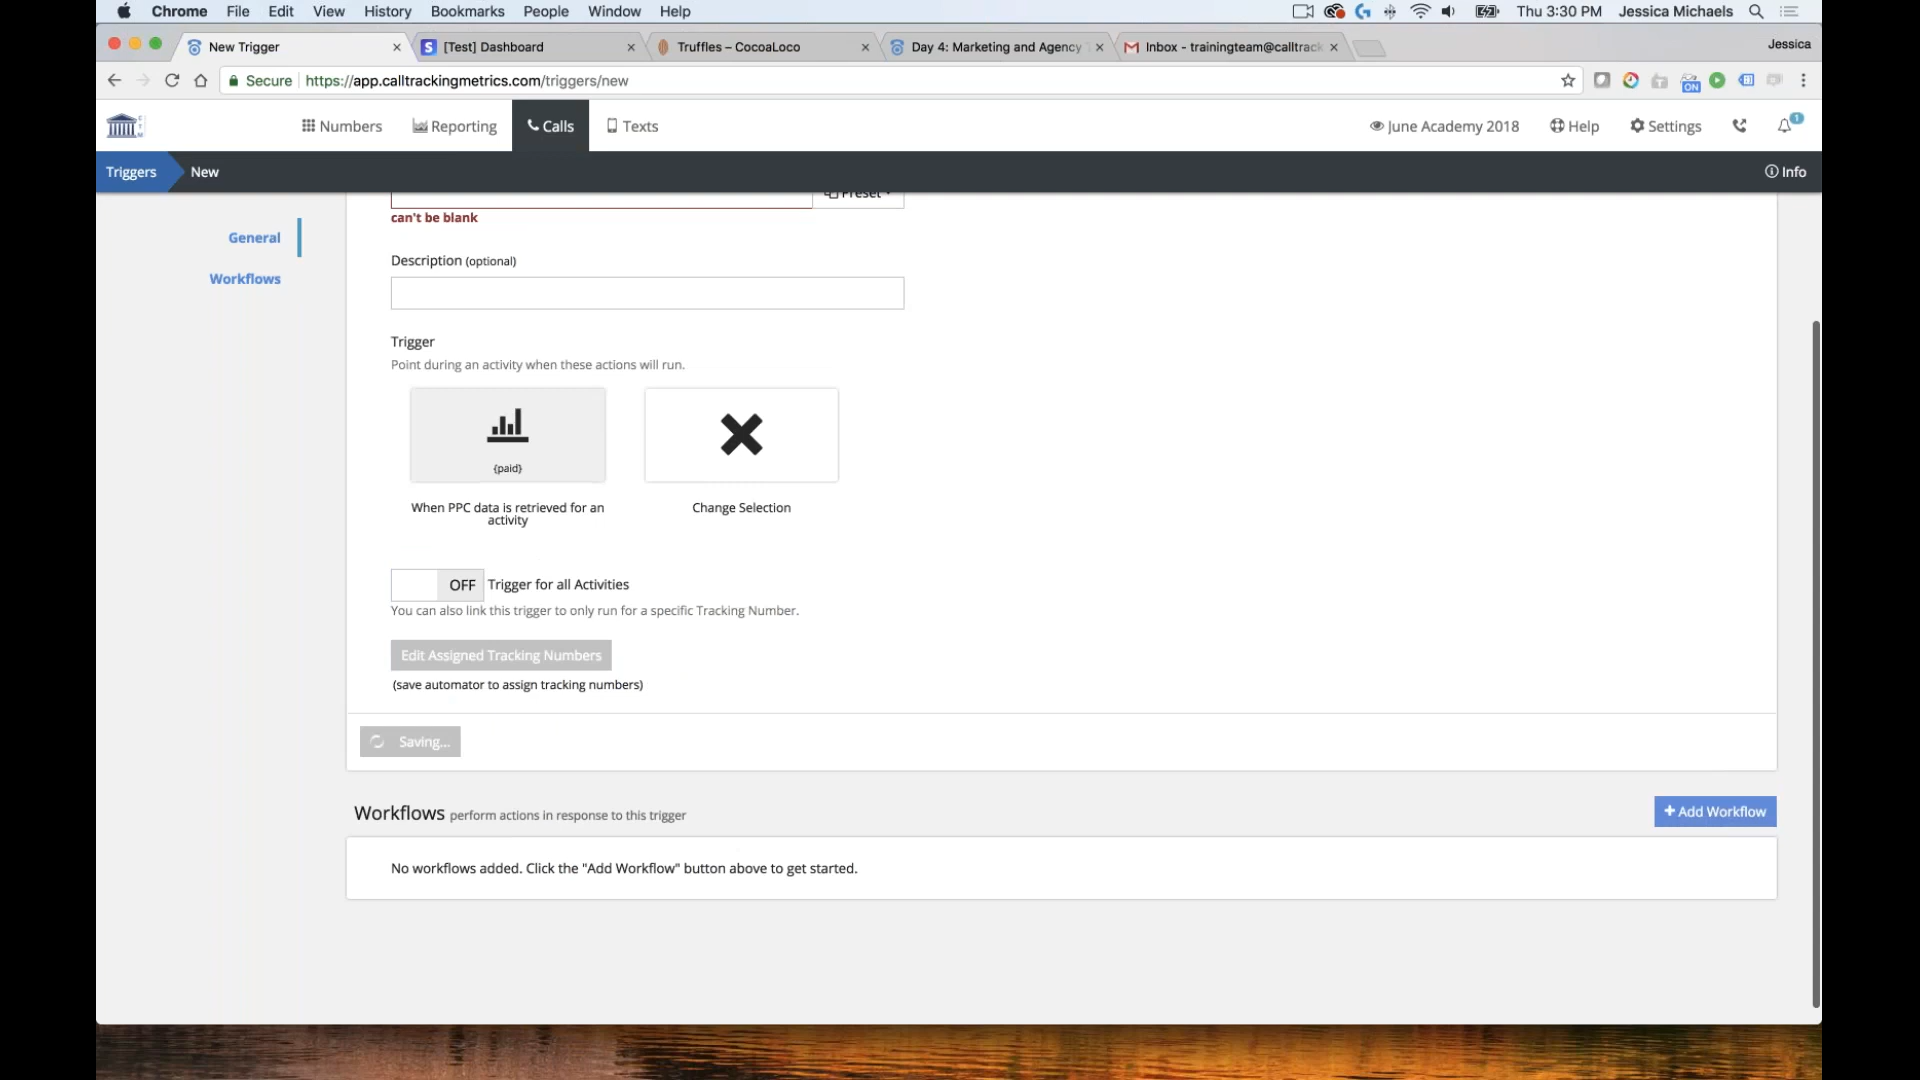 Chrome File Edit View History Bookmarks People Window Help Thu 3:30 PM Jessica Michaels
New Trigger [Test] Dashboard Truffles – CocoaLoco Day 4: Marketing and Agency Inbox - trainingteam@calltrack Jessica
Secure https://app.calltrackingmetrics.com/triggers/new ON
Numbers Reporting Calls Texts June Academy 2018 Help Settings 1
Triggers New Info
Preset
can't be blank
General
Workflows
Description (optional)
Trigger
Point during an activity when these actions will run.
{paid}
When PPC data is retrieved for an
activity
Change Selection
OFF Trigger for all Activities
You can also link this trigger to only run for a specific Tracking Number.
Edit Assigned Tracking Numbers
(save automator to assign tracking numbers)
Saving...
Workflows perform actions in response to this trigger
+ Add Workflow
No workflows added. Click the "Add Workflow" button above to get started.